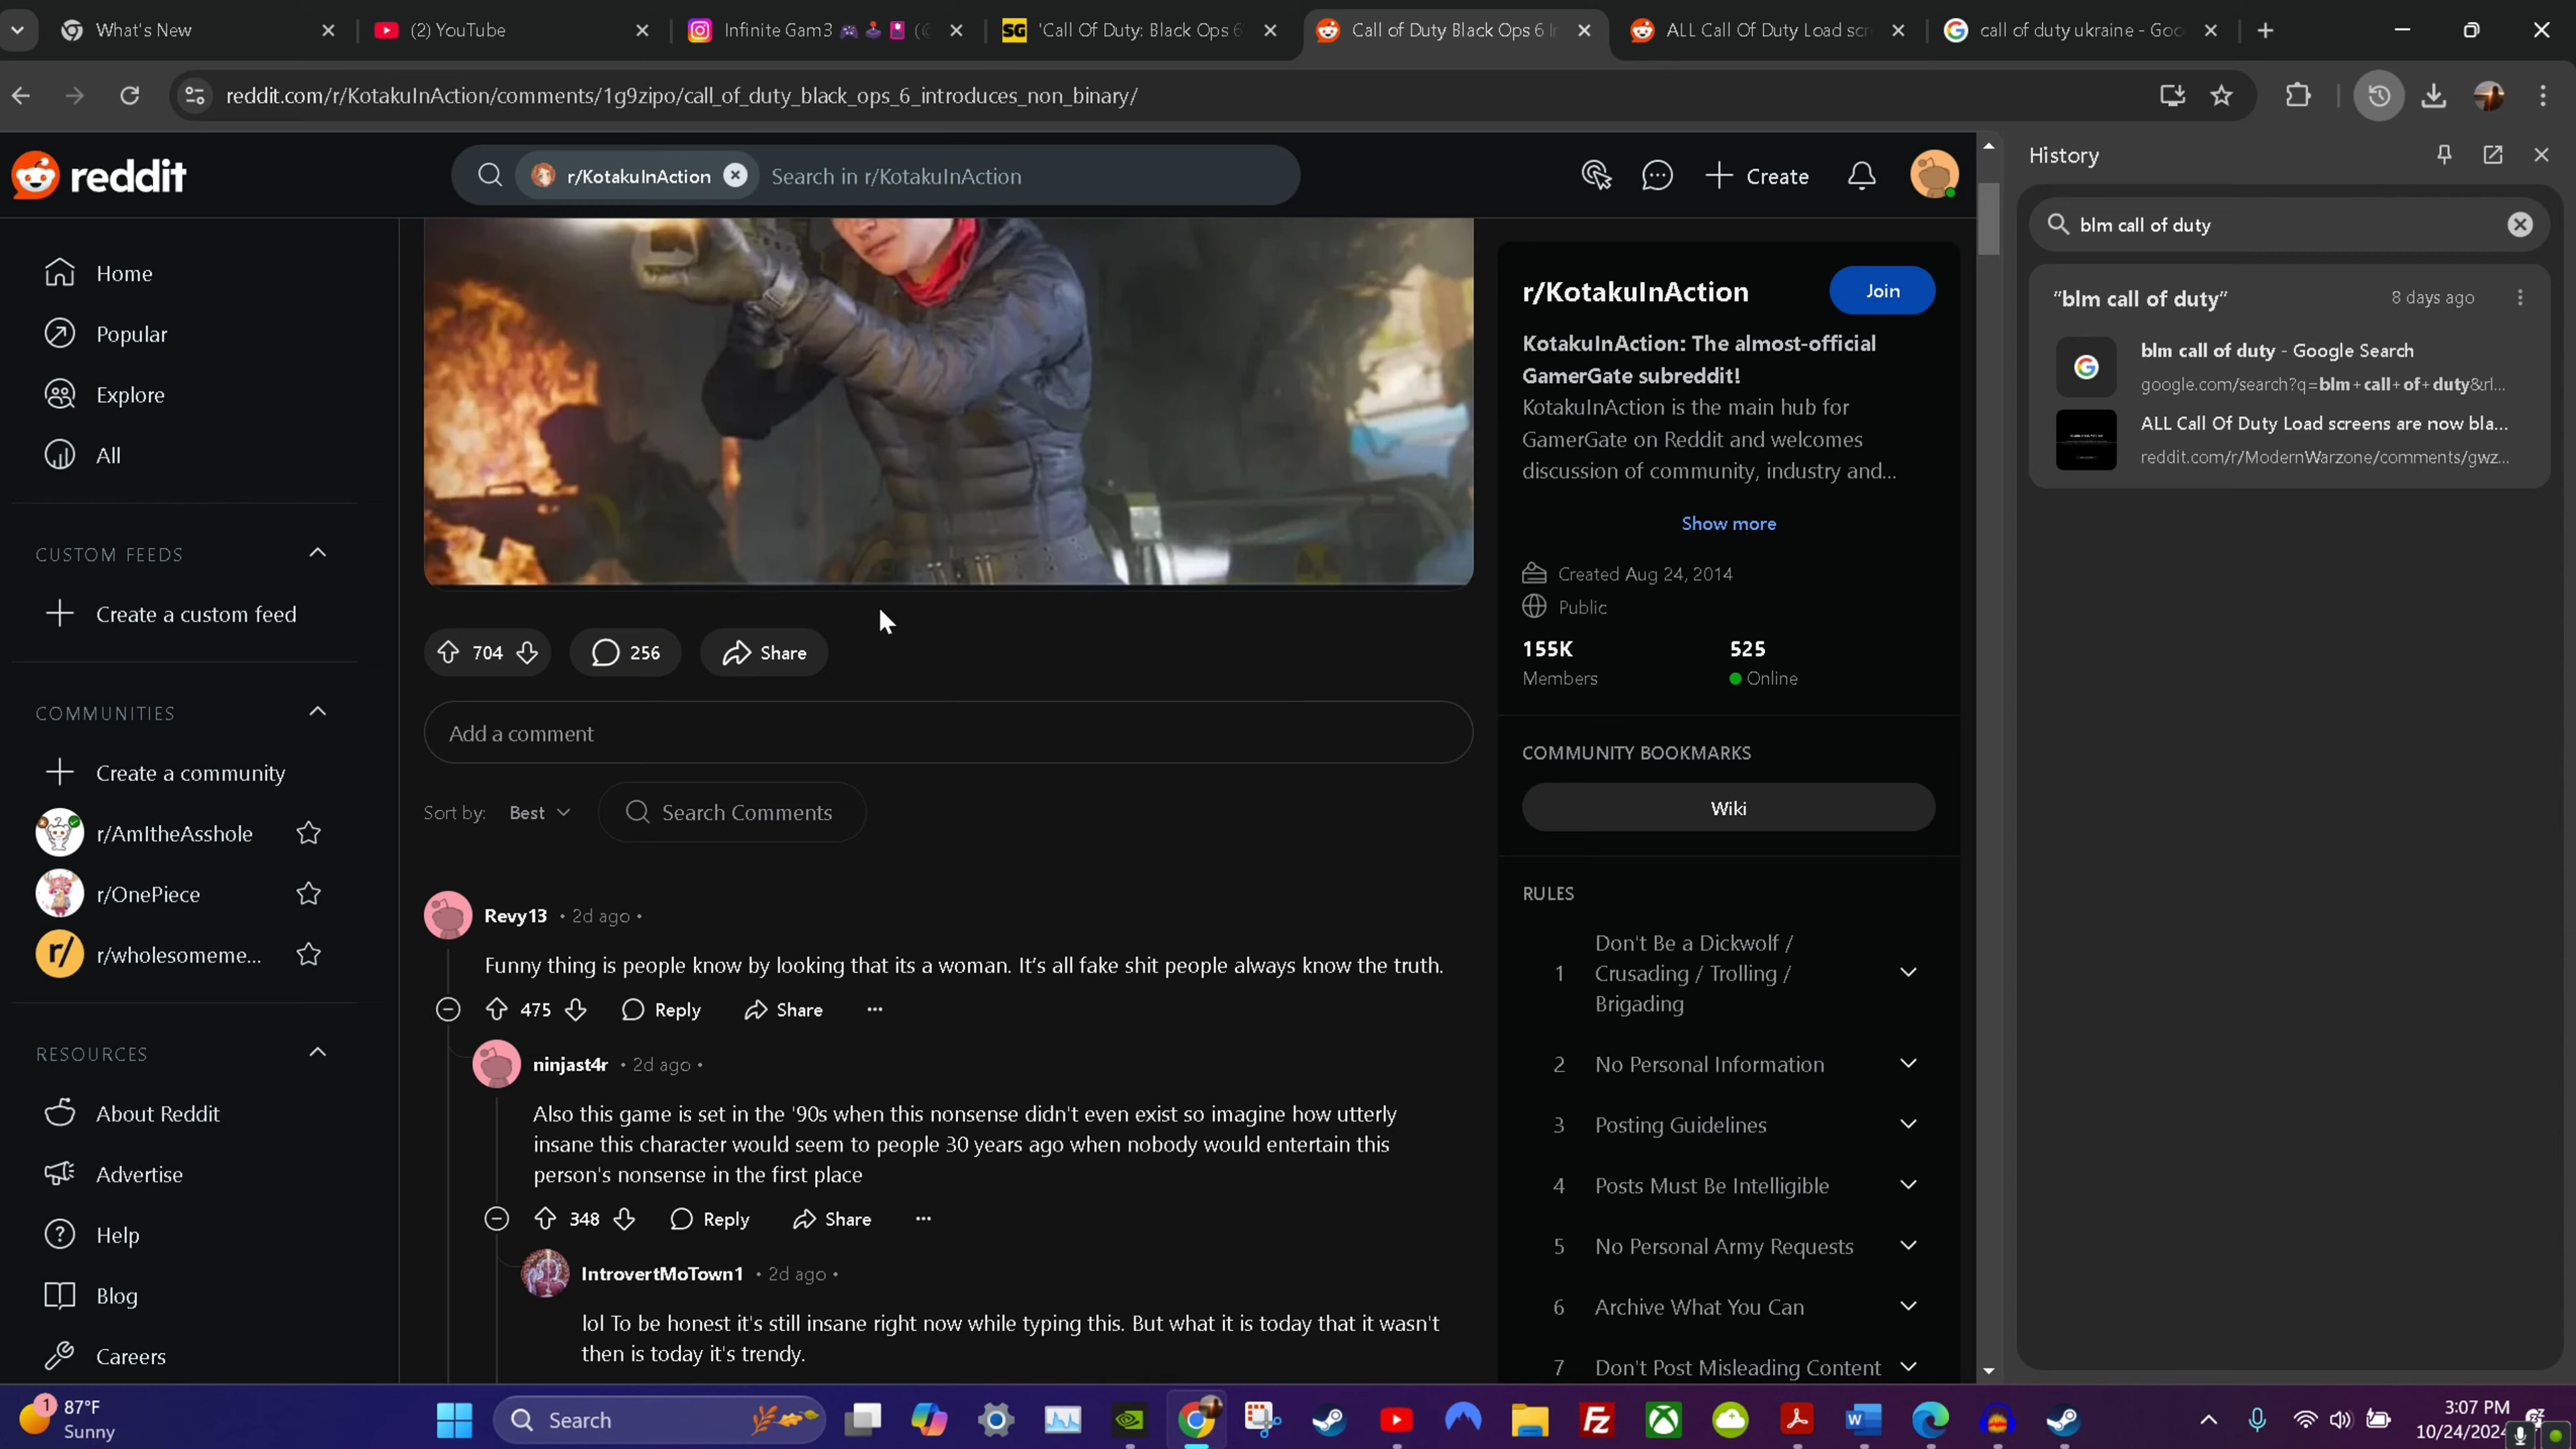 What's New
(2) YouTube
Infinite Gam3
'Call Of Duty: Black Ops 6
Call of Duty Black Ops 6 I
ALL Call Of Duty Load scr
call of duty ukraine - Goo
reddit.com/r/KotakuInAction/comments/1g9zipo/call_of_duty_black_ops_6_introduces_non_binary/
reddit
r/KotakuInAction
Search in r/KotakuInAction
Create
Home
Popular
Explore
All
CUSTOM FEEDS
Create a custom feed
COMMUNITIES
Create a community
r/AmItheAsshole
r/OnePiece
r/ r/wholesomeme...
RESOURCES
About Reddit
Advertise
Help
Blog
Careers
704
256
Share
Add a comment
Sort by: Best
Search Comments
Revy13 • 2d ago •
Funny thing is people know by looking that its a woman. It's all fake shit people always know the truth.
475 Reply Share ...
ninjast4r • 2d ago •
Also this game is set in the '90s when this nonsense didn't even exist so imagine how utterly
insane this character would seem to people 30 years ago when nobody would entertain this
person's nonsense in the first place
348 Reply Share ...
IntrovertMoTown1 • 2d ago •
lol To be honest it's still insane right now while typing this. But what it is today that it wasn't
then is today it's trendy.
r/KotakuInAction
Join
KotakuInAction: The almost-official
GamerGate subreddit!
KotakuInAction is the main hub for
GamerGate on Reddit and welcomes
discussion of community, industry and...
Show more
Created Aug 24, 2014
Public
155K 525
Members Online
COMMUNITY BOOKMARKS
Wiki
RULES
1 Don't Be a Dickwolf /
Crusading / Trolling /
Brigading
2 No Personal Information
3 Posting Guidelines
4 Posts Must Be Intelligible
5 No Personal Army Requests
6 Archive What You Can
7 Don't Post Misleading Content
History
blm call of duty
"blm call of duty" 8 days ago
blm call of duty - Google Search
google.com/search?q=blm+call+of+duty&rl...
ALL Call Of Duty Load screens are now bla...
reddit.com/r/ModernWarzone/comments/gwz...
1
87°F
Sunny
Search
3:07 PM
10/24/202